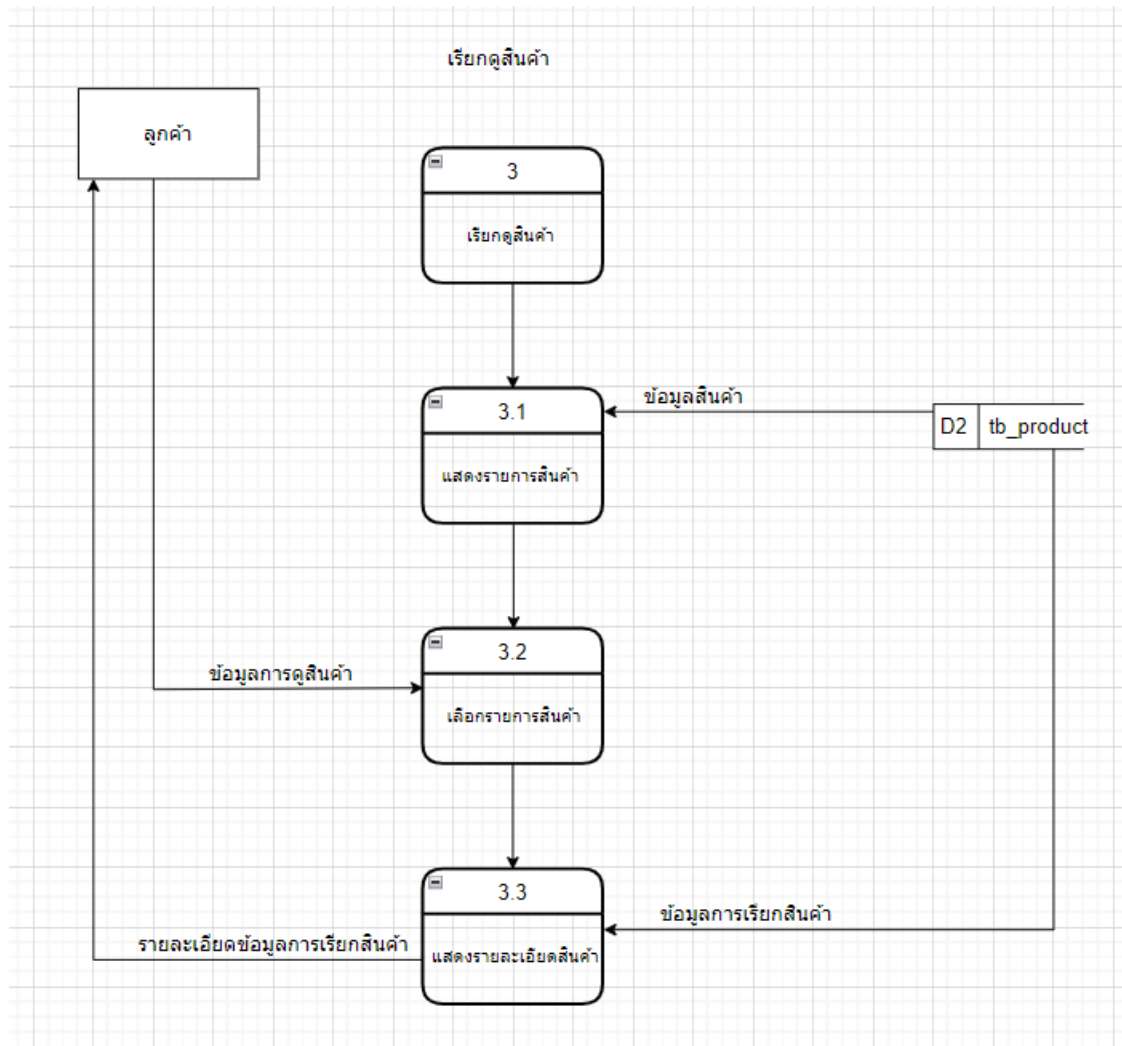 เรียกดูสินค้า
ลูกค้า
3
เรียกดูสินค้า
ข้อมูลสินค้า
3.1
แสดงรายการสินค้า
D2
tb_product
3.2
ข้อมูลการดูสินค้า
เลือกรายการสินค้า
3.3
ข้อมูลการเรียกสินค้า
รายละเอียดข้อมูลการเรียกสินค้า
แสดงรายละเอียดสินค้า